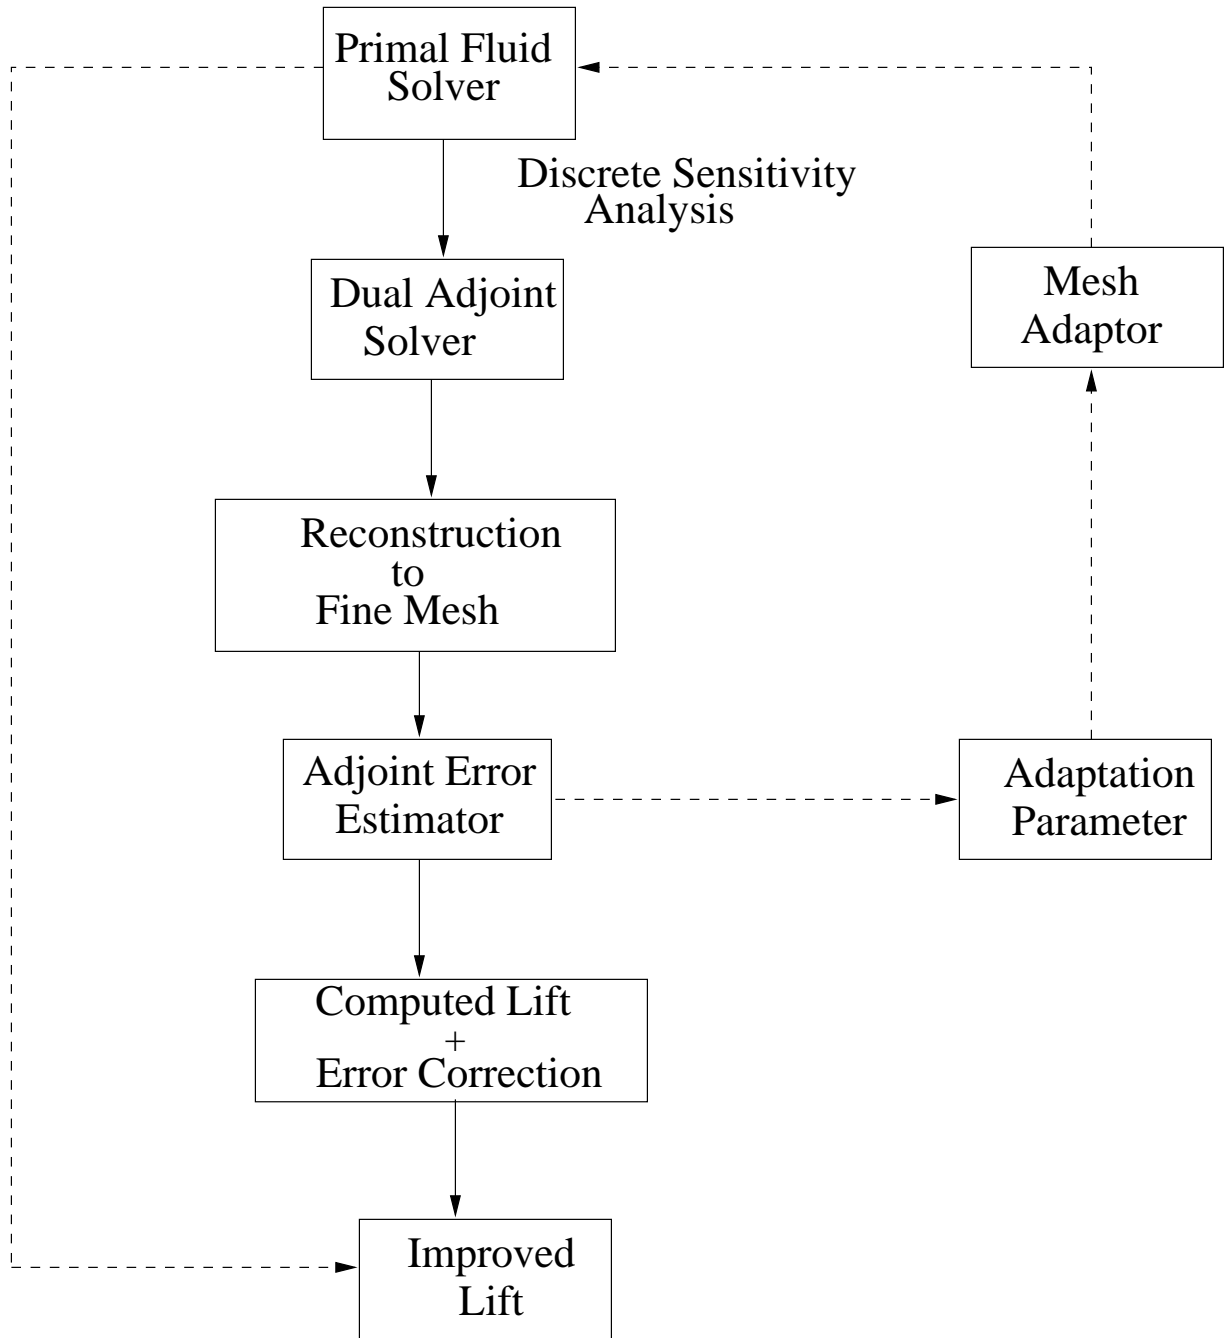 Primal Fluid
Solver
Discrete Sensitivity
Analysis
Dual Adjoint
Solver
Mesh
Adaptor
Reconstruction
to
Fine Mesh
Adjoint Error
Estimator
Adaptation
Parameter
Computed Lift
+
Error Correction
Improved
Lift